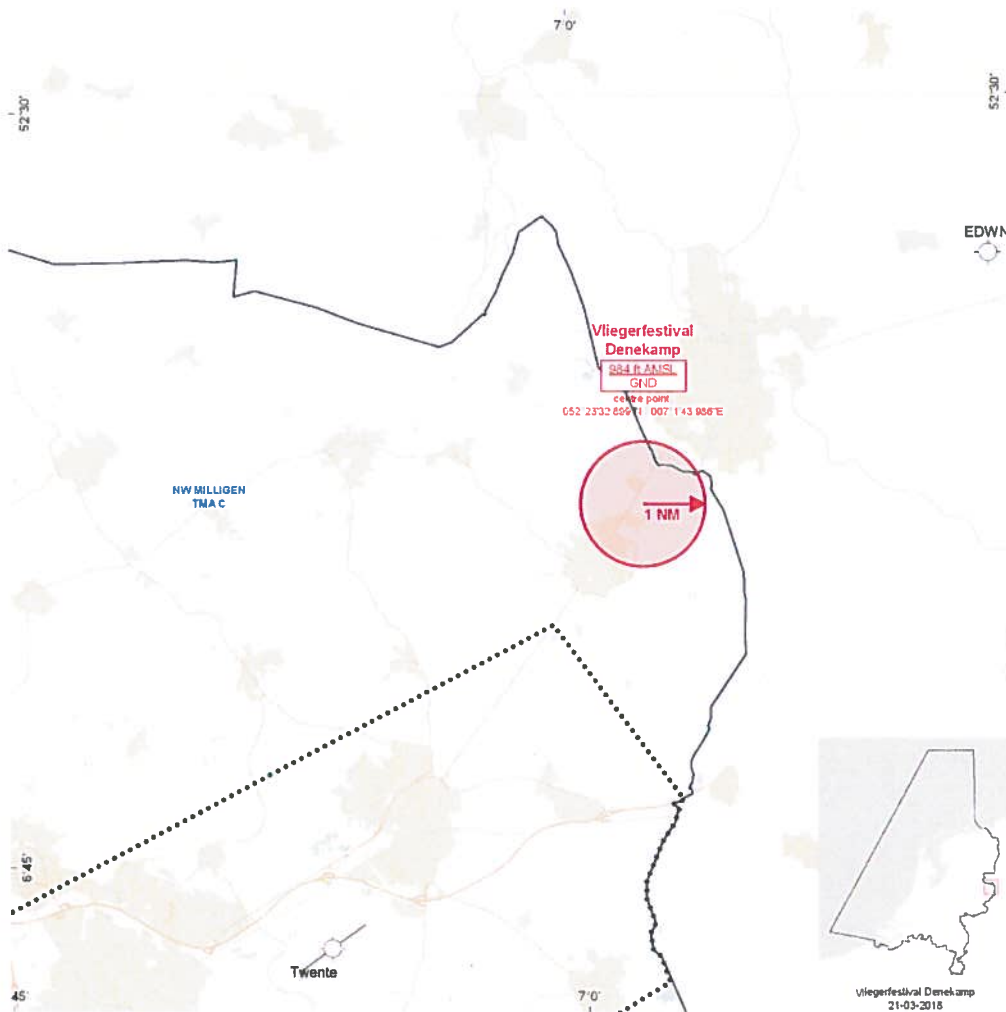 7°0'
52°30'
52°30'
EDWN
Vliegerfestival
Denekamp
984 ft AMSL
GND
centre point
NW MILLIGEN
TMA C
1 NM
6°45'
Twente
45'
7°0'
Vliegerfestival Denekamp
21-03-2018